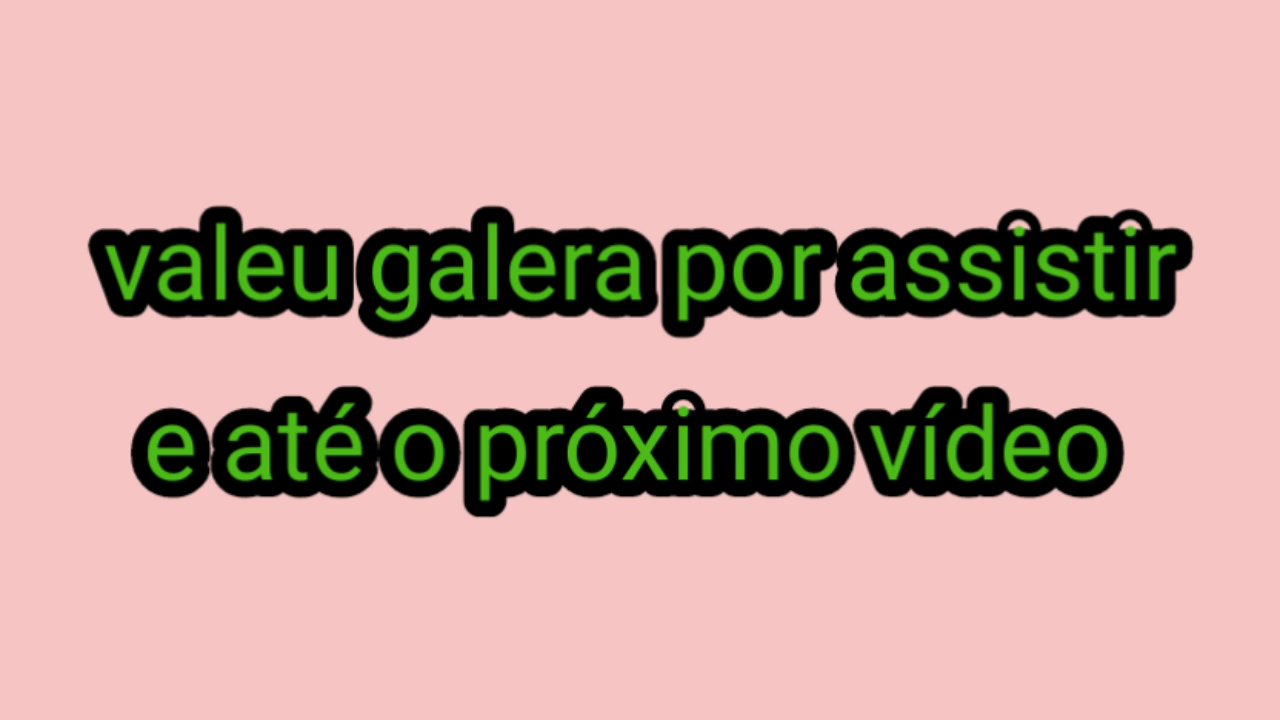 valeu galera por assistir
e até o próximo vídeo